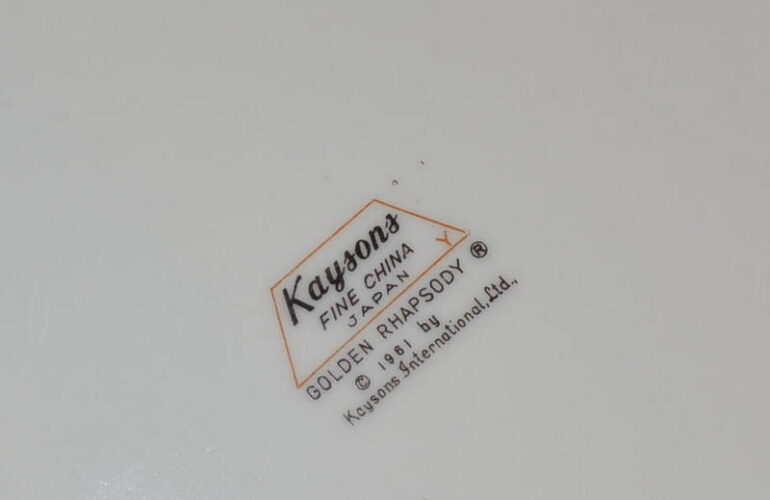 Kaysons
FINE CHINA
JAPAN
Y
GOLDEN RHAPSODY ®
© 1961 by
Kaysons International, Ltd.,